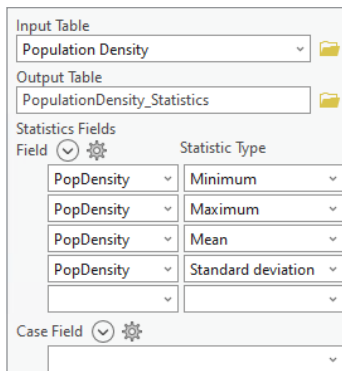 Input Table
Population Density
Output Table
PopulationDensity_Statistics
Statistics Fields
Field Statistic Type
PopDensity Minimum
PopDensity Maximum
PopDensity Mean
PopDensity Standard deviation
Case Field